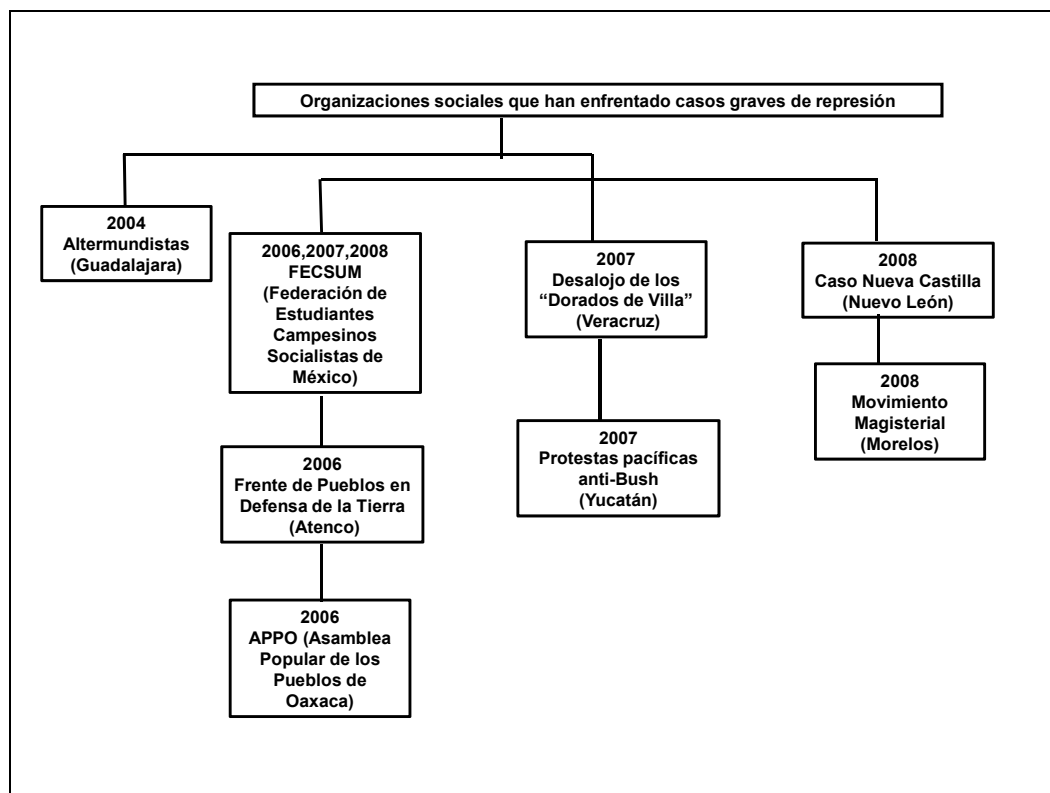 Organizaciones sociales que han enfrentado casos graves de represión
2004
Altermundistas
(Guadalajara)
2006,2007,2008
FECSUM
(Federación de
Estudiantes
Campesinos
Socialistas de
México)
2006
Frente de Pueblos en
Defensa de la Tierra
(Atenco)
2006
APPO (Asamblea
Popular de los
Pueblos de
Oaxaca)
2007
Desalojo de los
“Dorados de Villa”
(Veracruz)
2007
Protestas pacíficas
anti-Bush
(Yucatán)
2008
Caso Nueva Castilla
(Nuevo León)
2008
Movimiento
Magisterial
(Morelos)